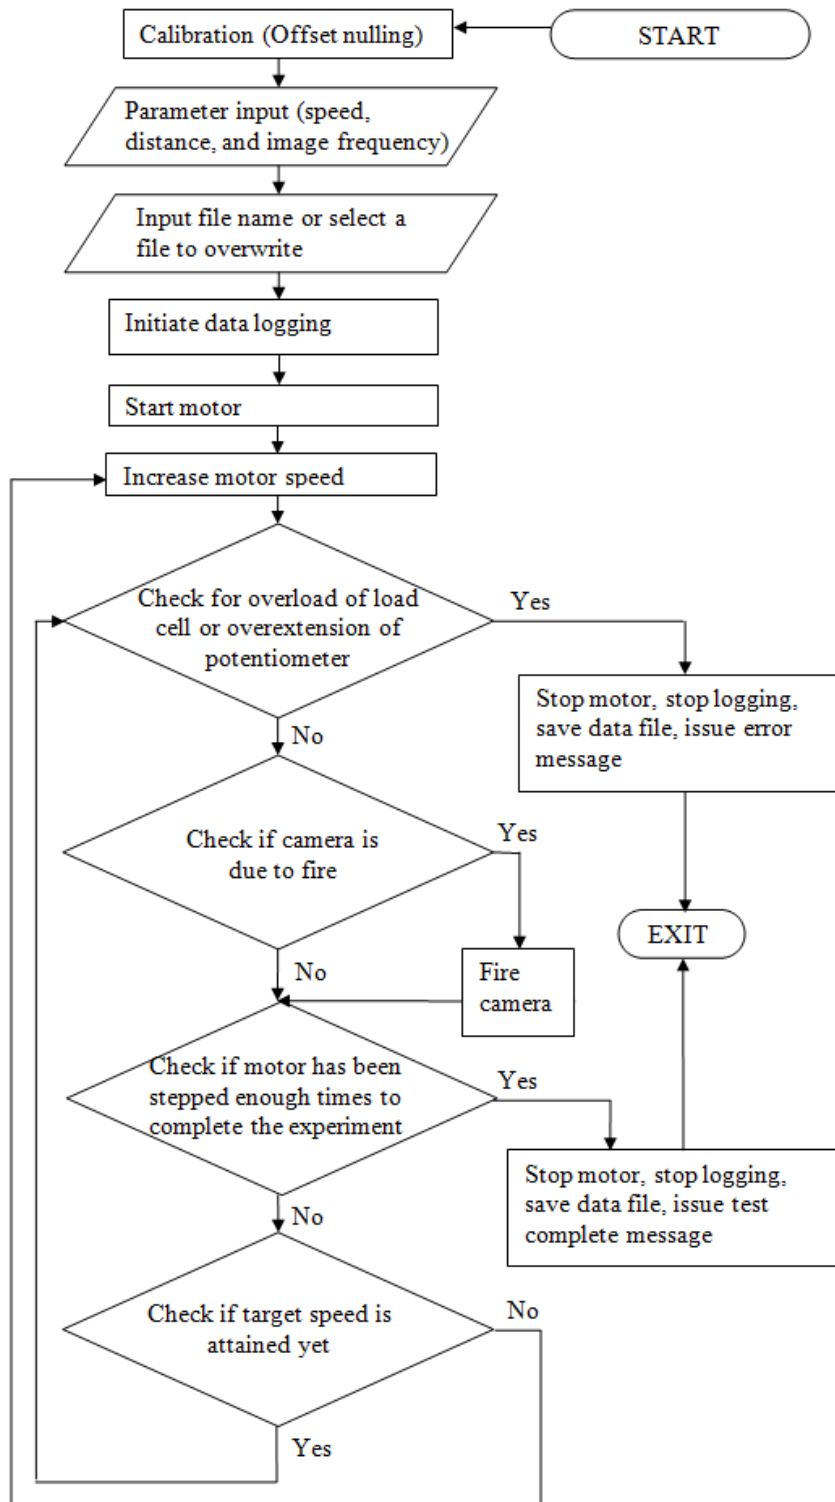 START
Calibration (Offset nulling)
Parameter input (speed,
distance, and image frequency)
Input file name or select a
file to overwrite
Initiate data logging
Start motor
Increase motor speed
Check for overload of load
cell or overextension of
potentiometer
Yes
Stop motor, stop logging,
save data file, issue error
message
No
Check if camera is
due to fire
Yes
EXIT
No
Fire
camera
Check if motor has been
stepped enough times to
complete the experiment
Yes
Stop motor, stop logging,
save data file, issue test
complete message
No
Check if target speed is
attained yet
No
Yes